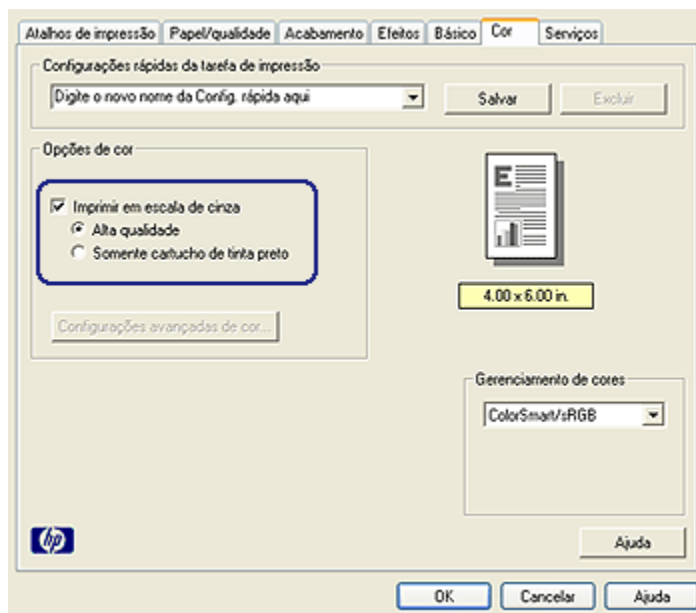 Atalhos de impressão Papel/qualidade Acabamento Efeitos Básico Cor Serviços
Configurações rápidas da tarefa de impressão
Digite o novo nome da Config. rápida aqui Salvar Excluir
Opções de cor
Imprimir em escala de cinza
Alta qualidade
Somente cartucho de tinta preto
E
4.00 x 6.00 in.
Configurações avançadas de cor...
Gerenciamento de cores
ColorSmart/sRGB
hp
Ajuda
OK Cancelar Ajuda